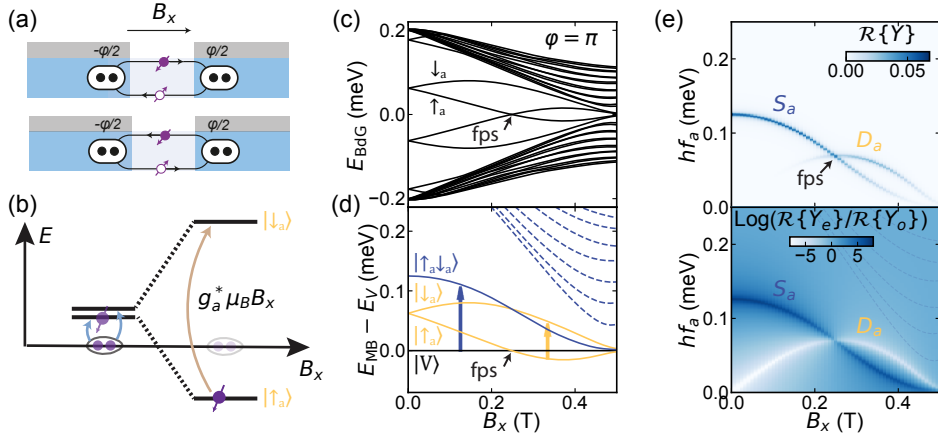 (a)
B_x
-φ/2
φ/2
-φ/2
φ/2
(b)
E
|↓_a⟩
g_a^* μ_B B_x
B_x
|↑_a⟩
(c)
φ = π
E_BdG (meV)
0.2
0.0
−0.2
↓_a
↑_a
fps
(d)
E_MB − E_V (meV)
0.2
0.1
0.0
|↑_a↓_a⟩
|↓_a⟩
|↑_a⟩
|V⟩
fps
0.0 0.2 0.4
B_x (T)
(e)
ℛ{Y}
0.00 0.05
hf_a (meV)
0.2
0.1
0.0
S_a
D_a
fps
Log(ℛ{Y_e}/ℛ{Y_o})
−5 0 5
hf_a (meV)
0.2
0.1
0.0
S_a
D_a
0.0 0.2 0.4
B_x (T)